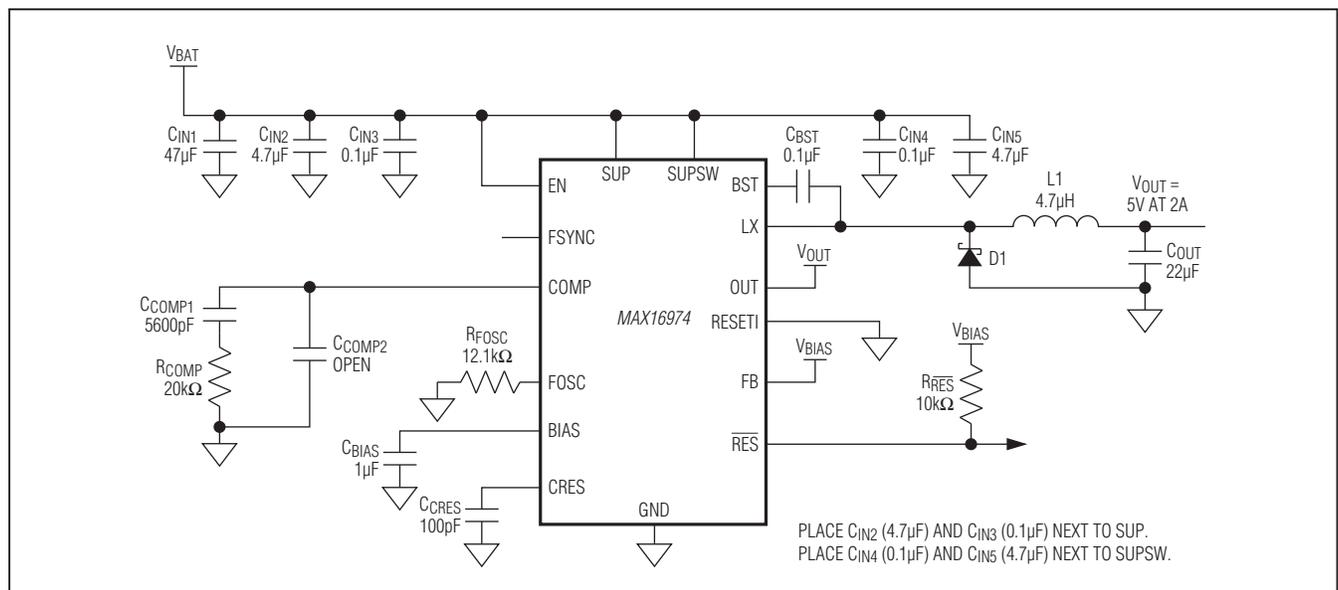 VBAT
CIN1
47µF
CIN2
4.7µF
CIN3
0.1µF
CBST
0.1µF
CIN4
0.1µF
CIN5
4.7µF
SUP
SUPSW
EN
BST
L1
4.7µH
VOUT =
5V AT 2A
FSYNC
LX
D1
COUT
22µF
VOUT
COMP
OUT
CCOMP1
5600pF
CCOMP2
OPEN
RCOMP
20kΩ
MAX16974
RESETI
RFOSC
12.1kΩ
VBIAS
VBIAS
FOSC
FB
RRES
10kΩ
CBIAS
1µF
BIAS
RES
CCRES
100pF
CRES
GND
PLACE CIN2 (4.7µF) AND CIN3 (0.1µF) NEXT TO SUP.
PLACE CIN4 (0.1µF) AND CIN5 (4.7µF) NEXT TO SUPSW.